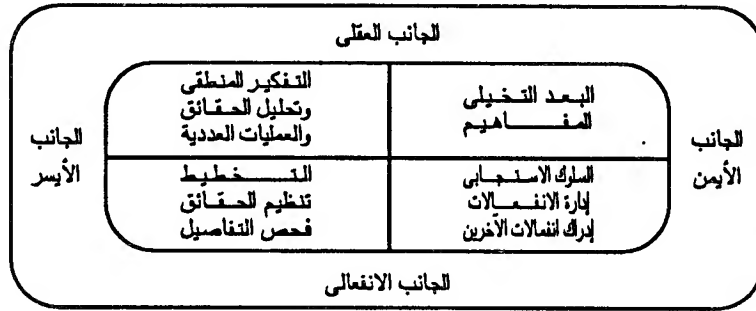 الجانب العقلى
البعد التخيلى
المفاهيم
التفكير المنطقى
وتحليل الحقائق
والعمليات العددية
الجانب
الأيمن
الجانب
الأيسر
السلوك الاستجابى
إدارة الانفعالات
إدراك انفعالات الآخرين
التخطيط
تنظيم الحقائق
فحص التفاصيل
الجانب الانفعالى